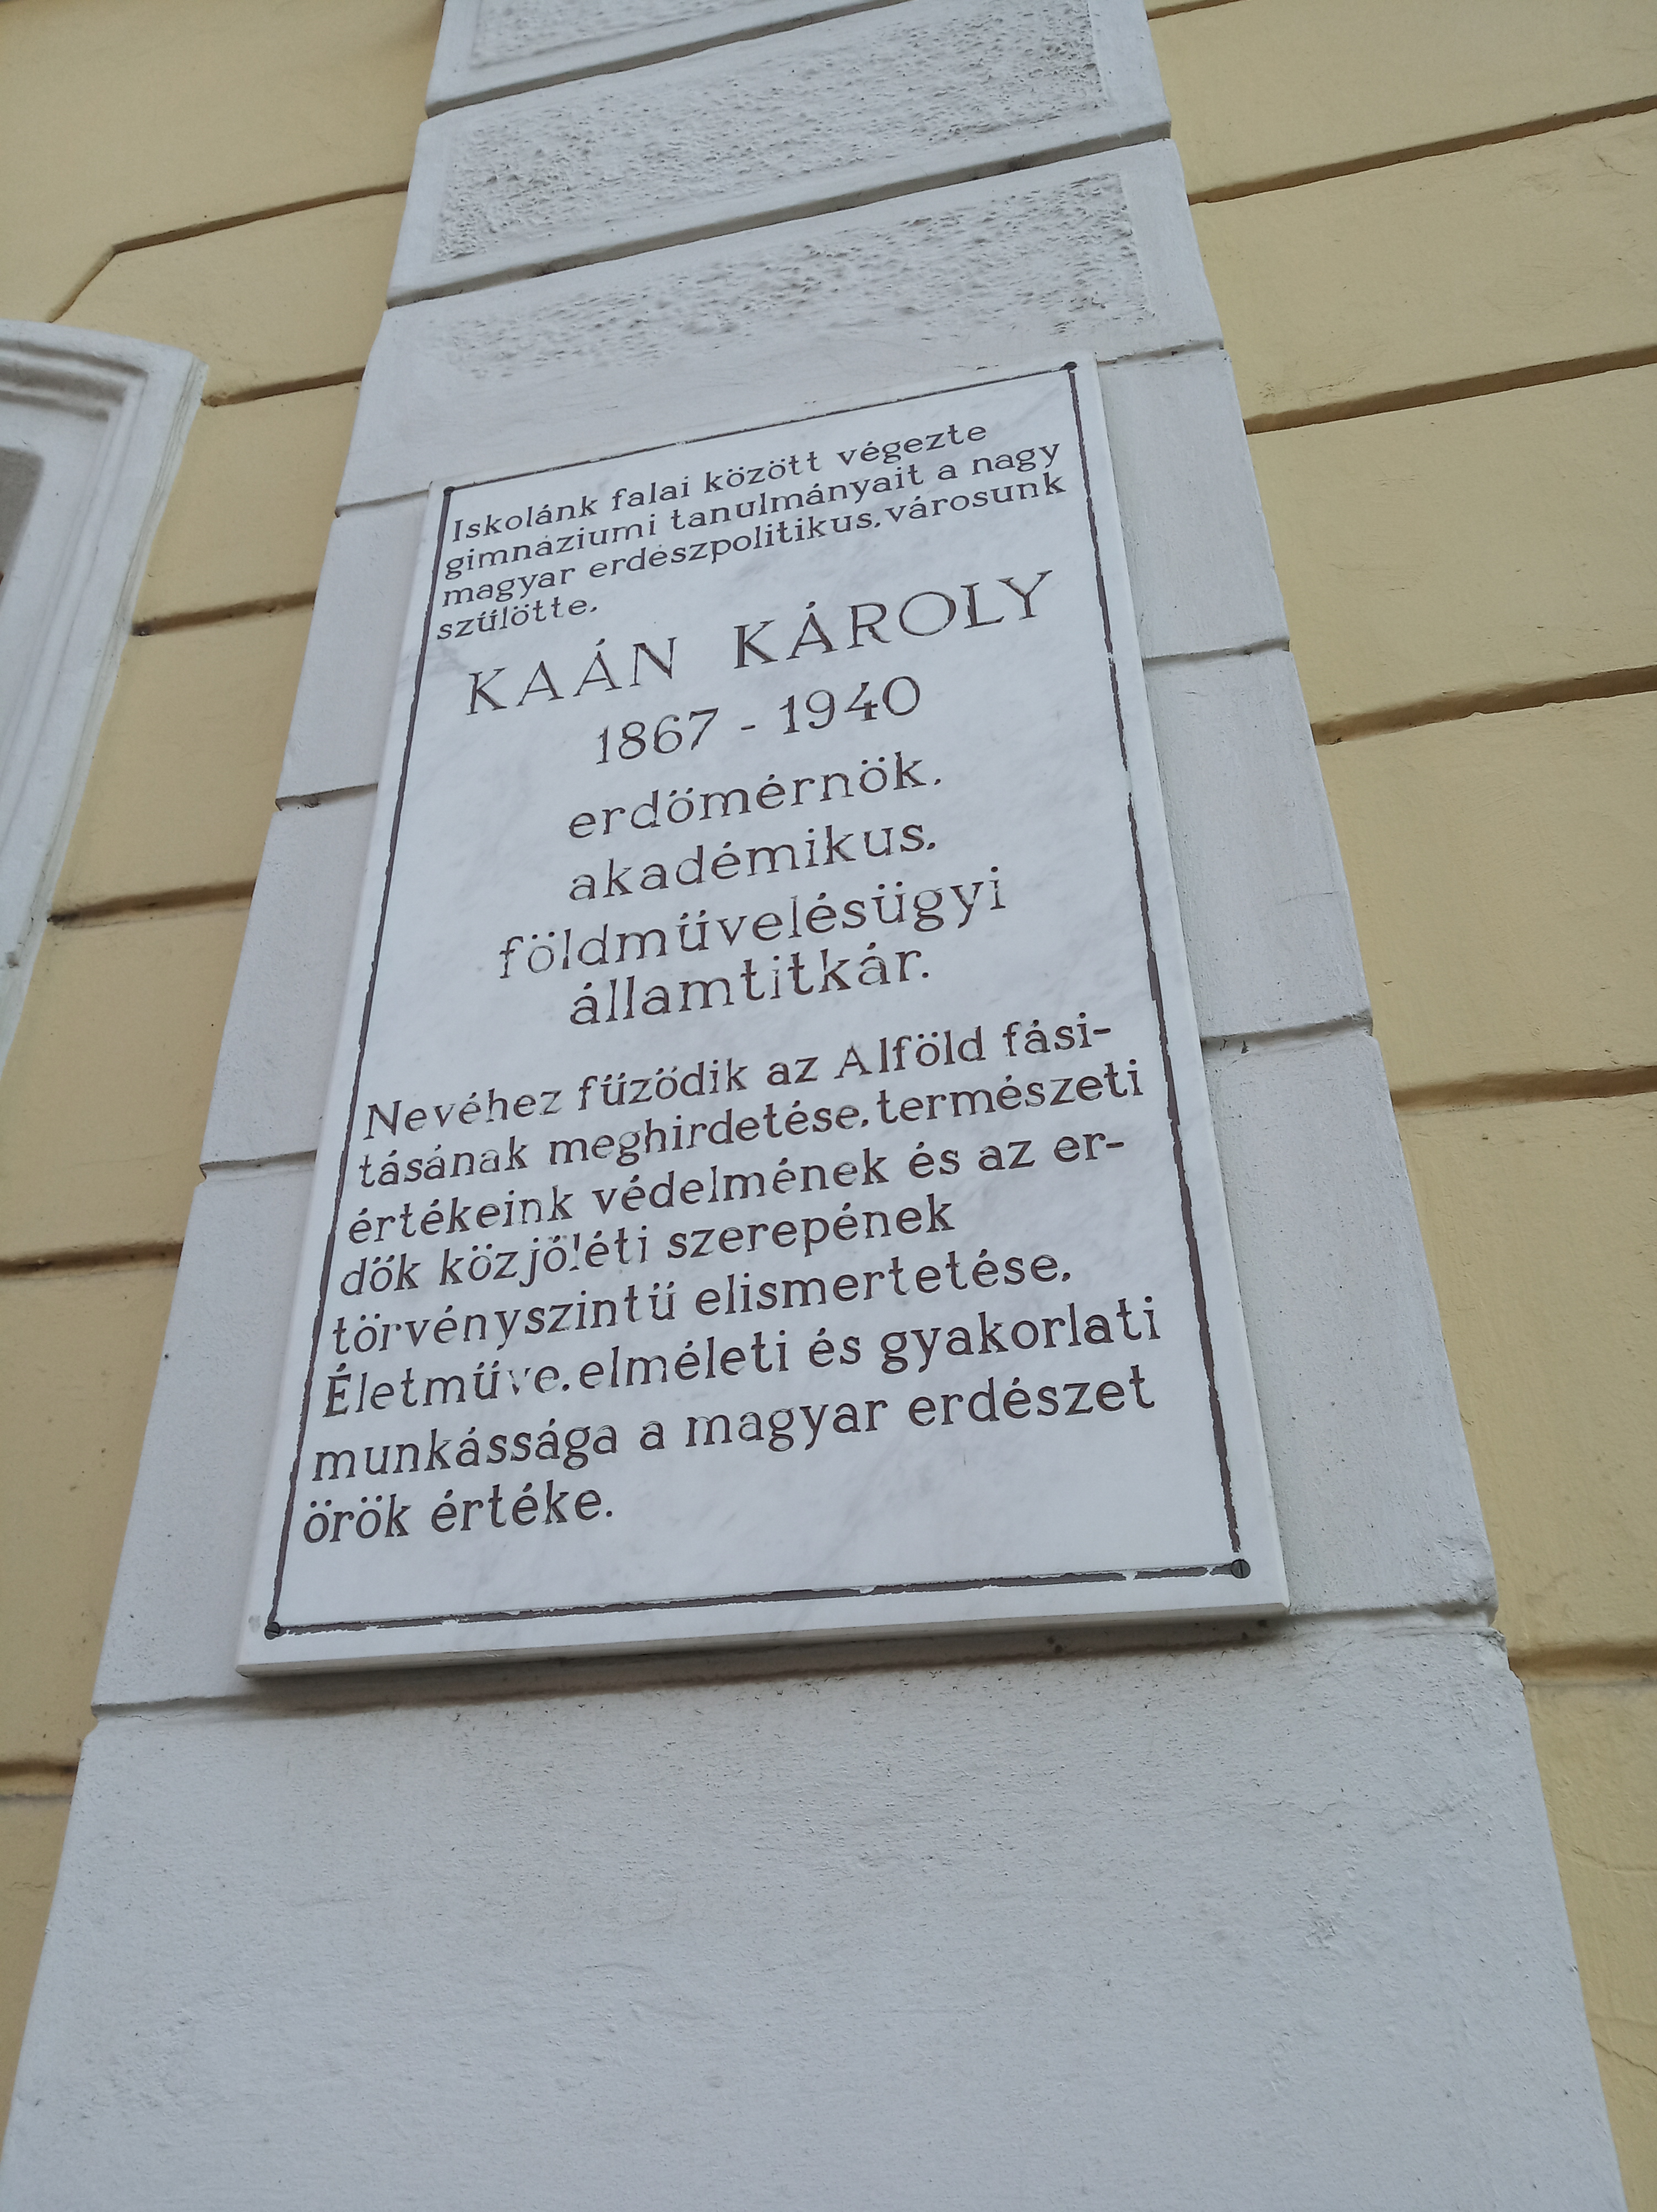 Iskolánk falai között végezte
gimnáziumi tanulmányait a nagy
magyar erdészpolitikus, városunk
szülötte,
KAÁN KÁROLY
1867 - 1940
erdőmérnök,
akadémikus,
földművelésügyi
államtitkár.
Nevéhez fűződik az Alföld fási-
tásának meghirdetése, természeti
értékeink védelmének és az er-
dők közjóléti szerepének
törvényszintű elismertetése.
Életműve, elméleti és gyakorlati
munkássága a magyar erdészet
örök értéke.